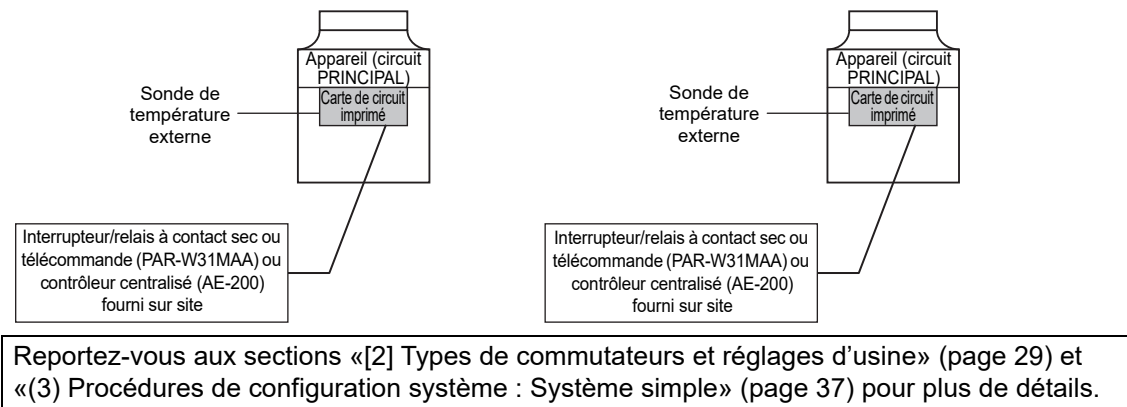 Appareil (circuit
PRINCIPAL)
Carte de circuit
imprimé
Sonde de
température
externe
Interrupteur/relais à contact sec ou
télécommande (PAR-W31MAA) ou
contrôleur centralisé (AE-200)
fourni sur site
Appareil (circuit
PRINCIPAL)
Carte de circuit
imprimé
Sonde de
température
externe
Interrupteur/relais à contact sec ou
télécommande (PAR-W31MAA) ou
contrôleur centralisé (AE-200)
fourni sur site
Reportez-vous aux sections «[2] Types de commutateurs et réglages d’usine» (page 29) et
«(3) Procédures de configuration système : Système simple» (page 37) pour plus de détails.